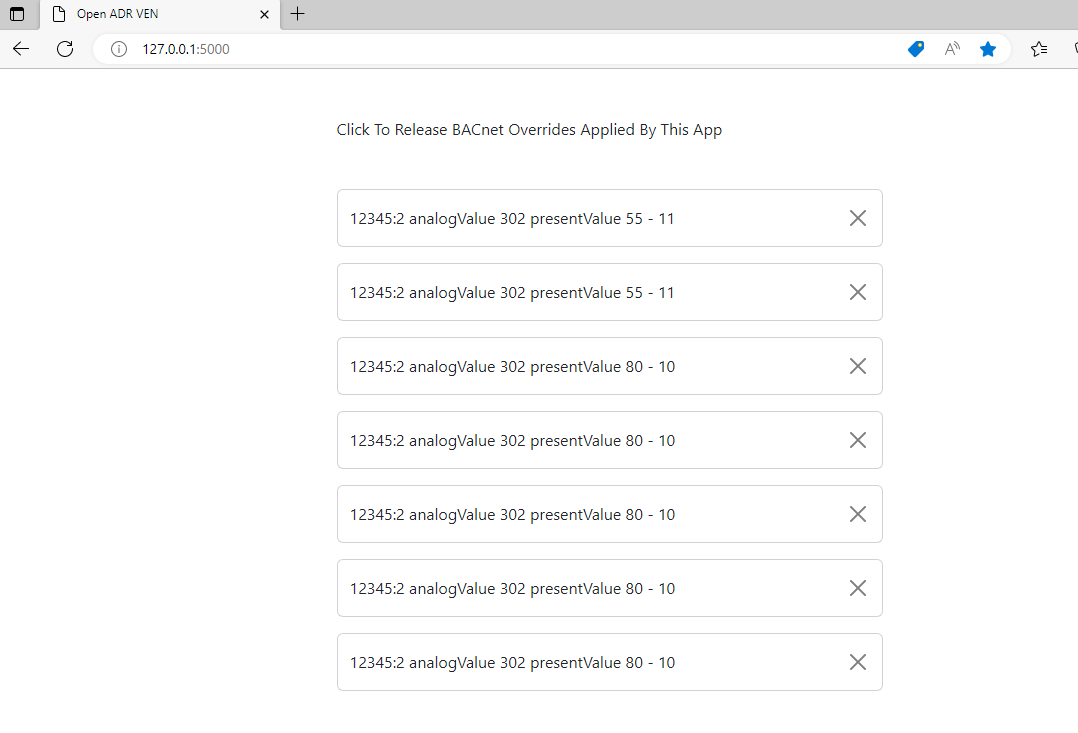 Open ADR VEN
127.0.0.1:5000
Click To Release BACnet Overrides Applied By This App
12345:2 analogValue 302 presentValue 55 - 11
12345:2 analogValue 302 presentValue 55 - 11
12345:2 analogValue 302 presentValue 80 - 10
12345:2 analogValue 302 presentValue 80 - 10
12345:2 analogValue 302 presentValue 80 - 10
12345:2 analogValue 302 presentValue 80 - 10
12345:2 analogValue 302 presentValue 80 - 10